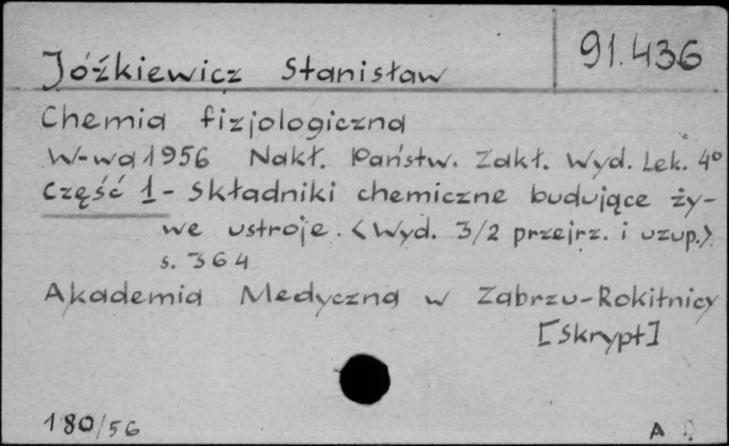 Jóźkiewicz Stanisław
91.436
Chemia fizjologiczna
W-wa 1956 Nakł. Państw. Zakł. Wyd. Lek. 4°
Część 1 - Składniki chemiczne budujące ży-
we ustroje. <Wyd. 3/2 przejrz. i uzup.>
s. 364
Akademia Medyczna w Zabrzu-Rokitnicy
[Skrypt]
180/56
A